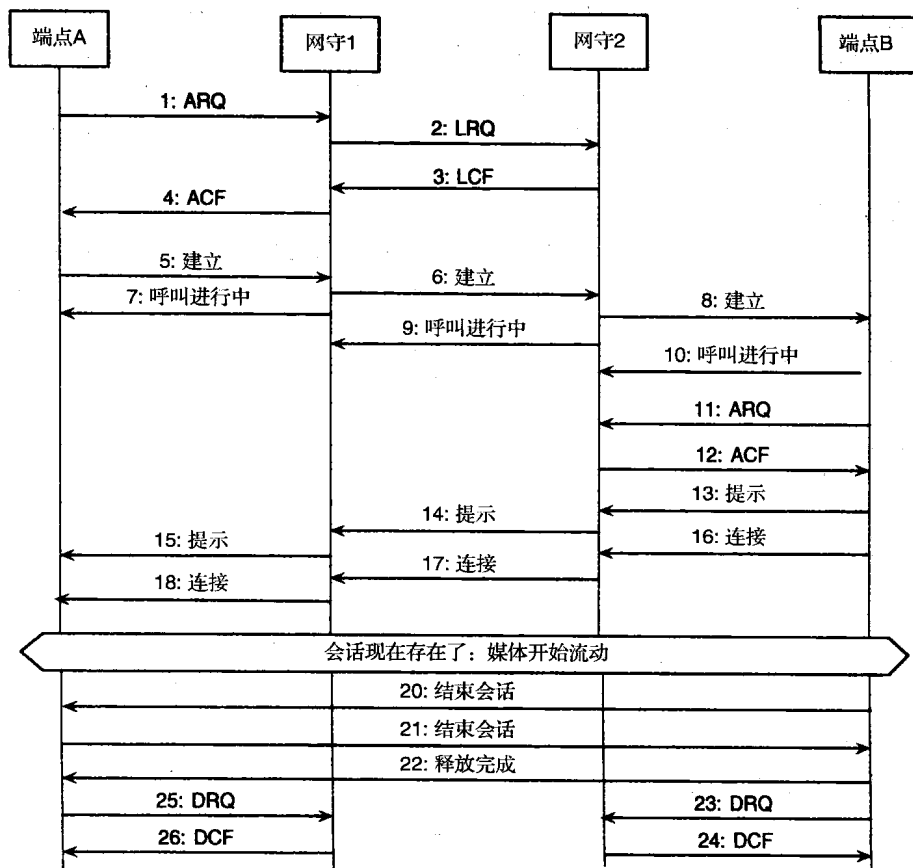 端点A
网守1
网守2
端点B
1: ARQ
2: LRQ
3: LCF
4: ACF
5: 建立
6: 建立
7: 呼叫进行中
8: 建立
9: 呼叫进行中
10: 呼叫进行中
11: ARQ
12: ACF
13: 提示
14: 提示
15: 提示
16: 连接
17: 连接
18: 连接
会话现在存在了：媒体开始流动
20: 结束会话
21: 结束会话
22: 释放完成
25: DRQ
23: DRQ
26: DCF
24: DCF